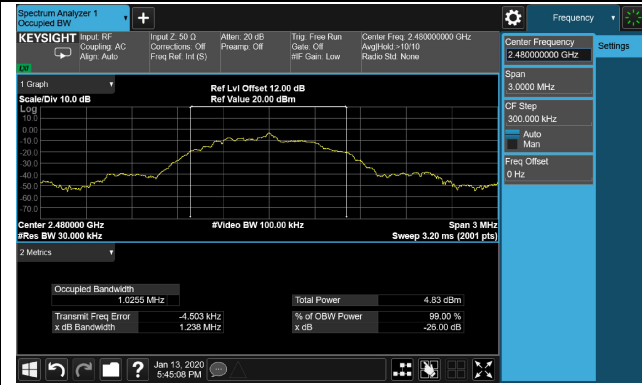 Spectrum Analyzer 1
Occupied BW
+
Frequency
KEYSIGHT
Input: RF
Coupling: AC
Align: Auto
Input Z: 50 Ω
Corrections: Off
Freq Ref: Int (S)
Atten: 20 dB
Preamp: Off
Trig: Free Run
Gate: Off
#IF Gain: Low
Center Freq: 2.480000000 GHz
Avg|Hold: >10/10
Radio Std: None
Center Frequency
2.480000000 GHz
Settings
Span
3.0000 MHz
CF Step
300.000 kHz
Auto
Man
Freq Offset
0 Hz
1 Graph
Scale/Div 10.0 dB
Ref Lvl Offset 12.00 dB
Ref Value 20.00 dBm
Log
10.0
0.00
-10.0
-20.0
-30.0
-40.0
-50.0
-60.0
-70.0
Center 2.480000 GHz
#Res BW 30.000 kHz
#Video BW 100.00 kHz
Span 3 MHz
Sweep 3.20 ms (2001 pts)
2 Metrics
Occupied Bandwidth
1.0255 MHz
Total Power 4.83 dBm
Transmit Freq Error -4.503 kHz
% of OBW Power 99.00 %
x dB Bandwidth 1.238 MHz
x dB -26.00 dB
?
Jan 13, 2020
5:45:08 PM